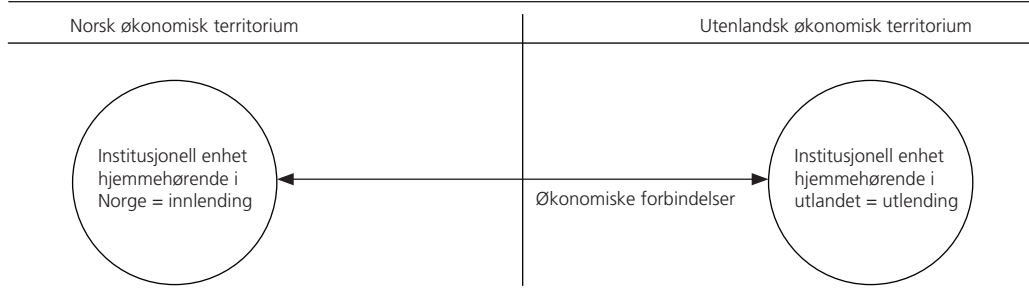 Norsk økonomisk territorium
Utenlandsk økonomisk territorium
Institusjonell enhet
hjemmehørende i
Norge = innlending
Økonomiske forbindelser
Institusjonell enhet
hjemmehørende i
utlandet = utlending